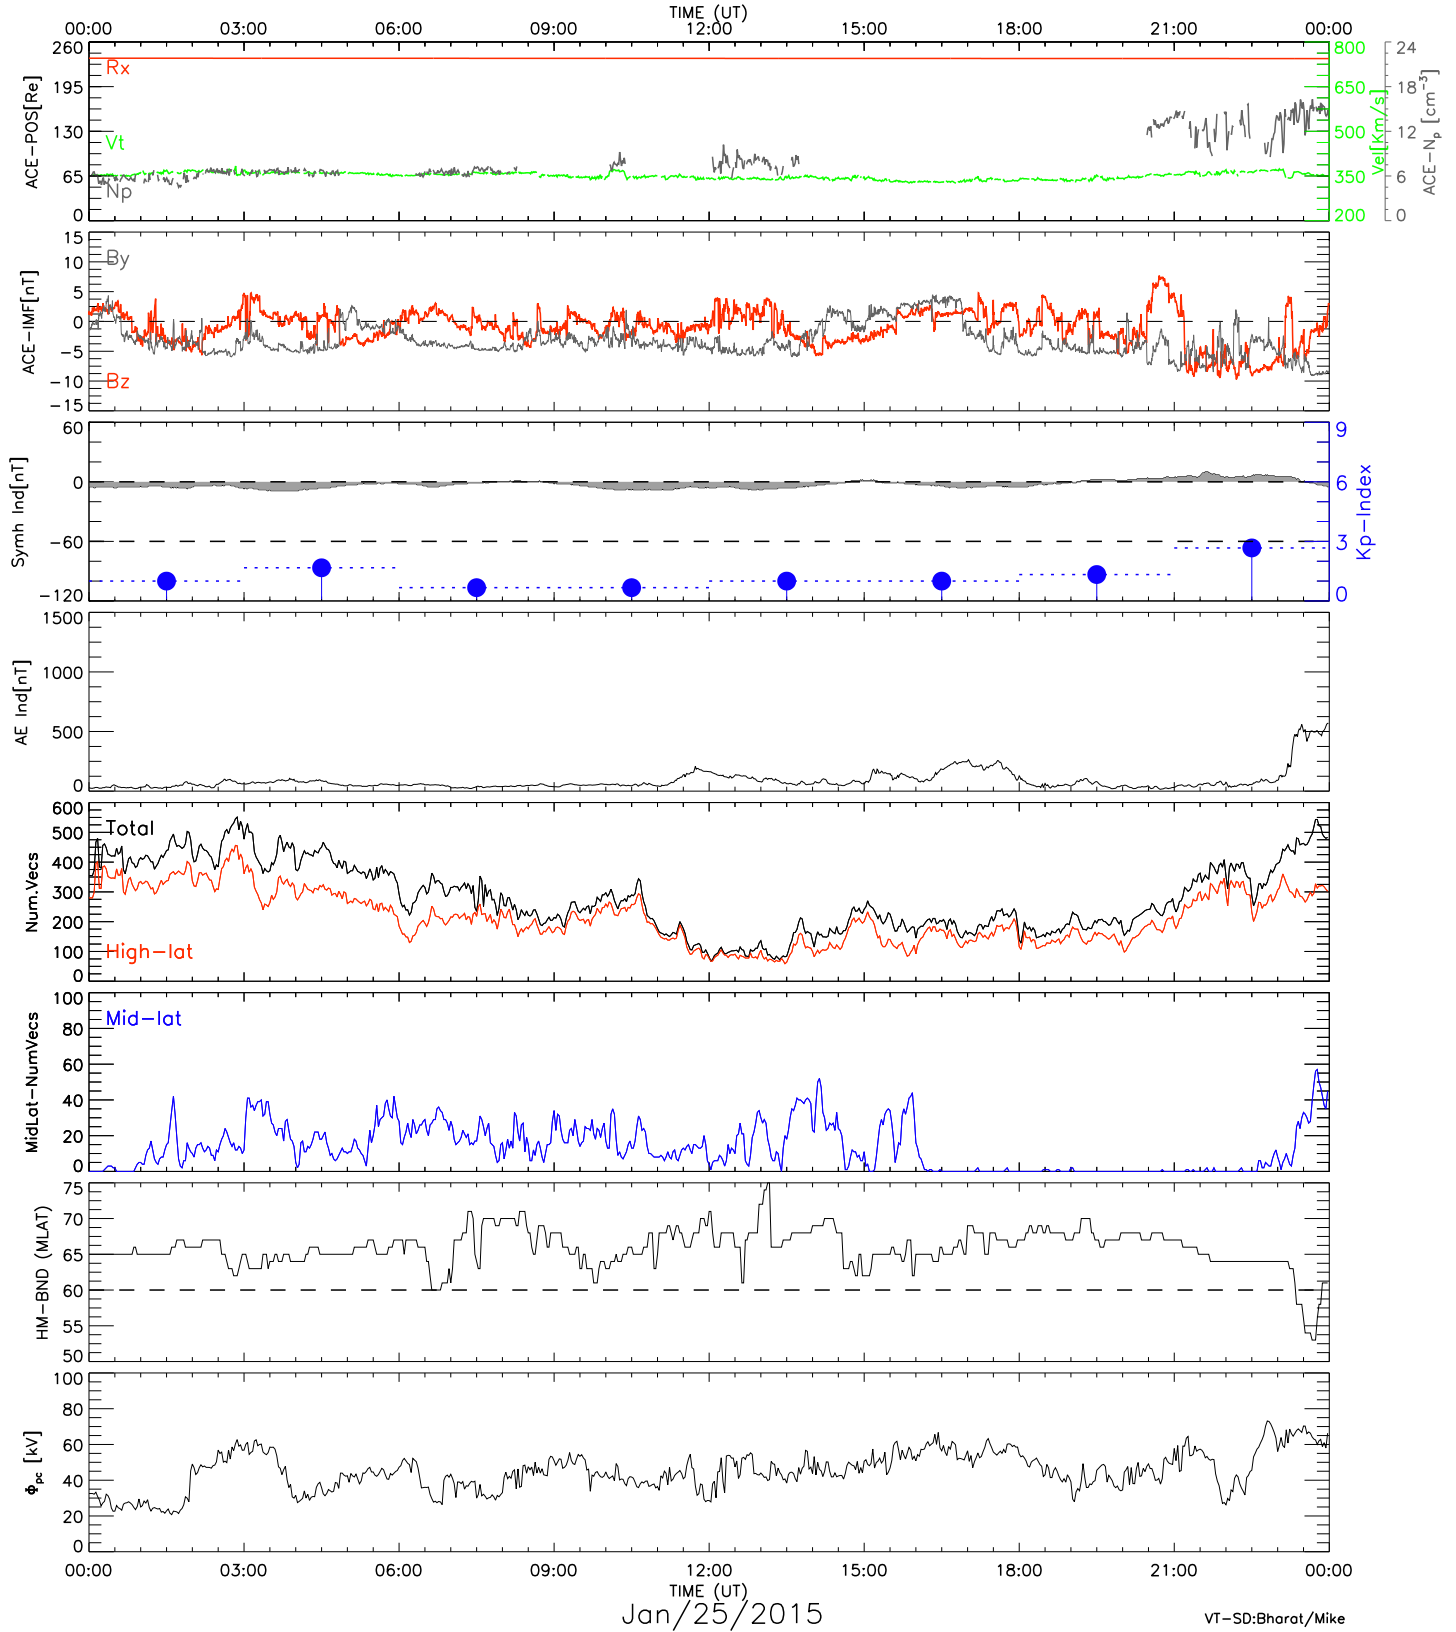 TIME (UT)
00:00 03:00 06:00 09:00 12:00 15:00 18:00 21:00 00:00
ACE-POS[Re]
260
195
130
65
0
Rx
Vt
Np
800
650
500
350
200
Vel[Km/s]
24
18
12
6
0
ACE-Np [cm-3]
ACE-IMF[nT]
15
10
5
0
-5
-10
-15
By
Bz
Symh Ind[nT]
60
0
-60
-120
9
6
3
0
Kp-Index
AE Ind[nT]
1500
1000
500
0
Num.Vecs
600
500
400
300
200
100
0
Total
High-lat
MidLat-NumVecs
100
80
60
40
20
0
Mid-lat
HM-BND (MLAT)
75
70
65
60
55
50
Φpc [kV]
100
80
60
40
20
0
00:00 03:00 06:00 09:00 12:00 15:00 18:00 21:00 00:00
TIME (UT)
Jan/25/2015
VT-SD:Bharat/Mike